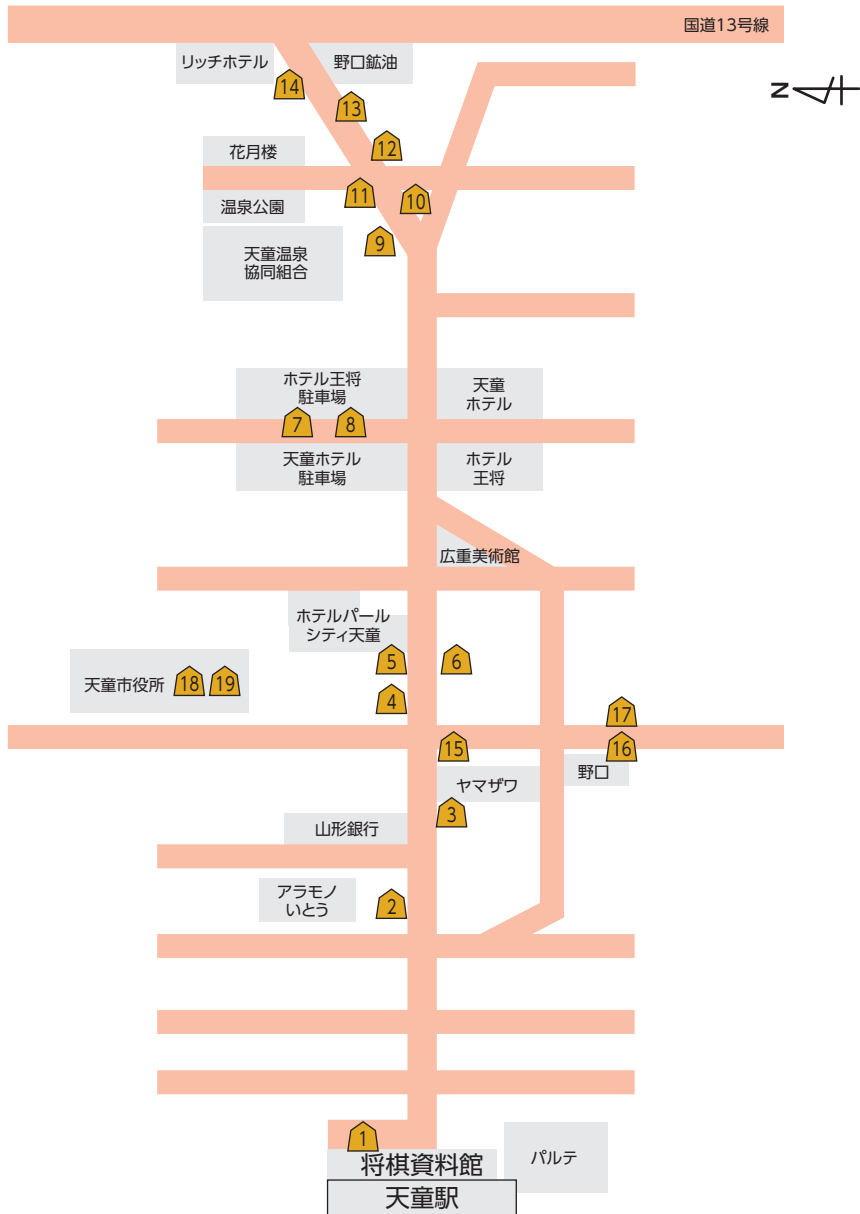 国道13号線
リッチホテル
野口鉱油
N
14
13
12
花月楼
11
10
温泉公園
9
天童温泉
協同組合
ホテル王将
駐車場
天童
ホテル
7
8
天童ホテル
駐車場
ホテル
王将
広重美術館
ホテルパール
シティ天童
5
6
天童市役所
18
19
4
17
15
16
野口
ヤマザワ
3
山形銀行
アラモノ
いとう
2
1
将棋資料館
パルテ
天童駅